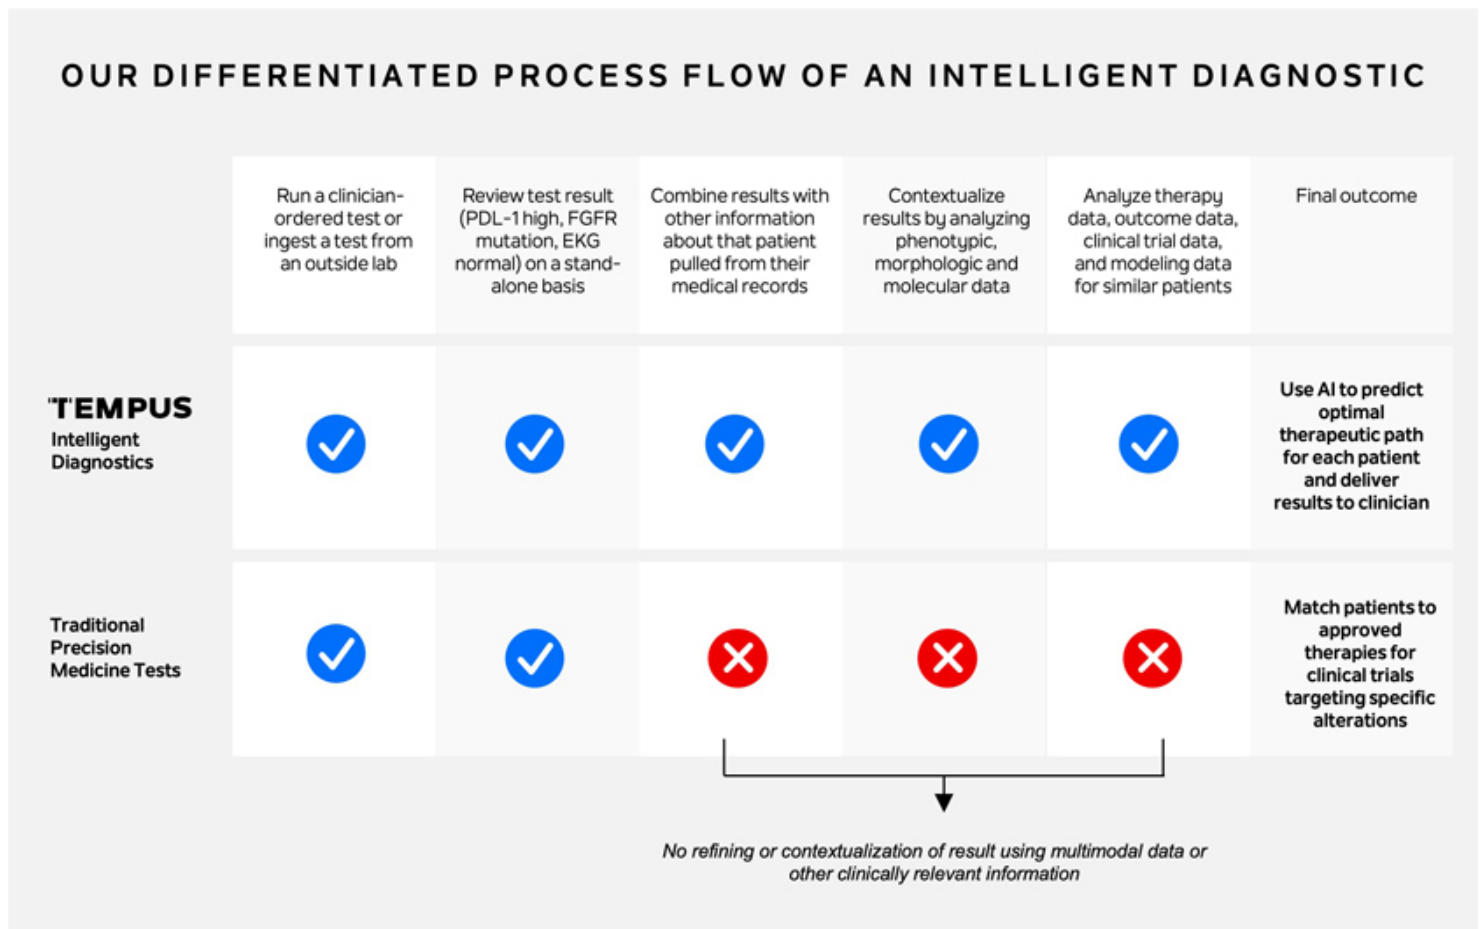 OUR DIFFERENTIATED PROCESS FLOW OF AN INTELLIGENT DIAGNOSTIC
Run a clinician-
ordered test or
ingest a test from
an outside lab
Review test result
(PDL-1 high, FGFR
mutation, EKG
normal) on a stand-
alone basis
Combine results with
other information
about that patient
pulled from their
medical records
Contextualize
results by analyzing
phenotypic,
morphologic and
molecular data
Analyze therapy
data, outcome data,
clinical trial data,
and modeling data
for similar patients
Final outcome
TEMPUS
Intelligent
Diagnostics
Use AI to predict
optimal
therapeutic path
for each patient
and deliver
results to clinician
Traditional
Precision
Medicine Tests
Match patients to
approved
therapies for
clinical trials
targeting specific
alterations
No refining or contextualization of result using multimodal data or
other clinically relevant information